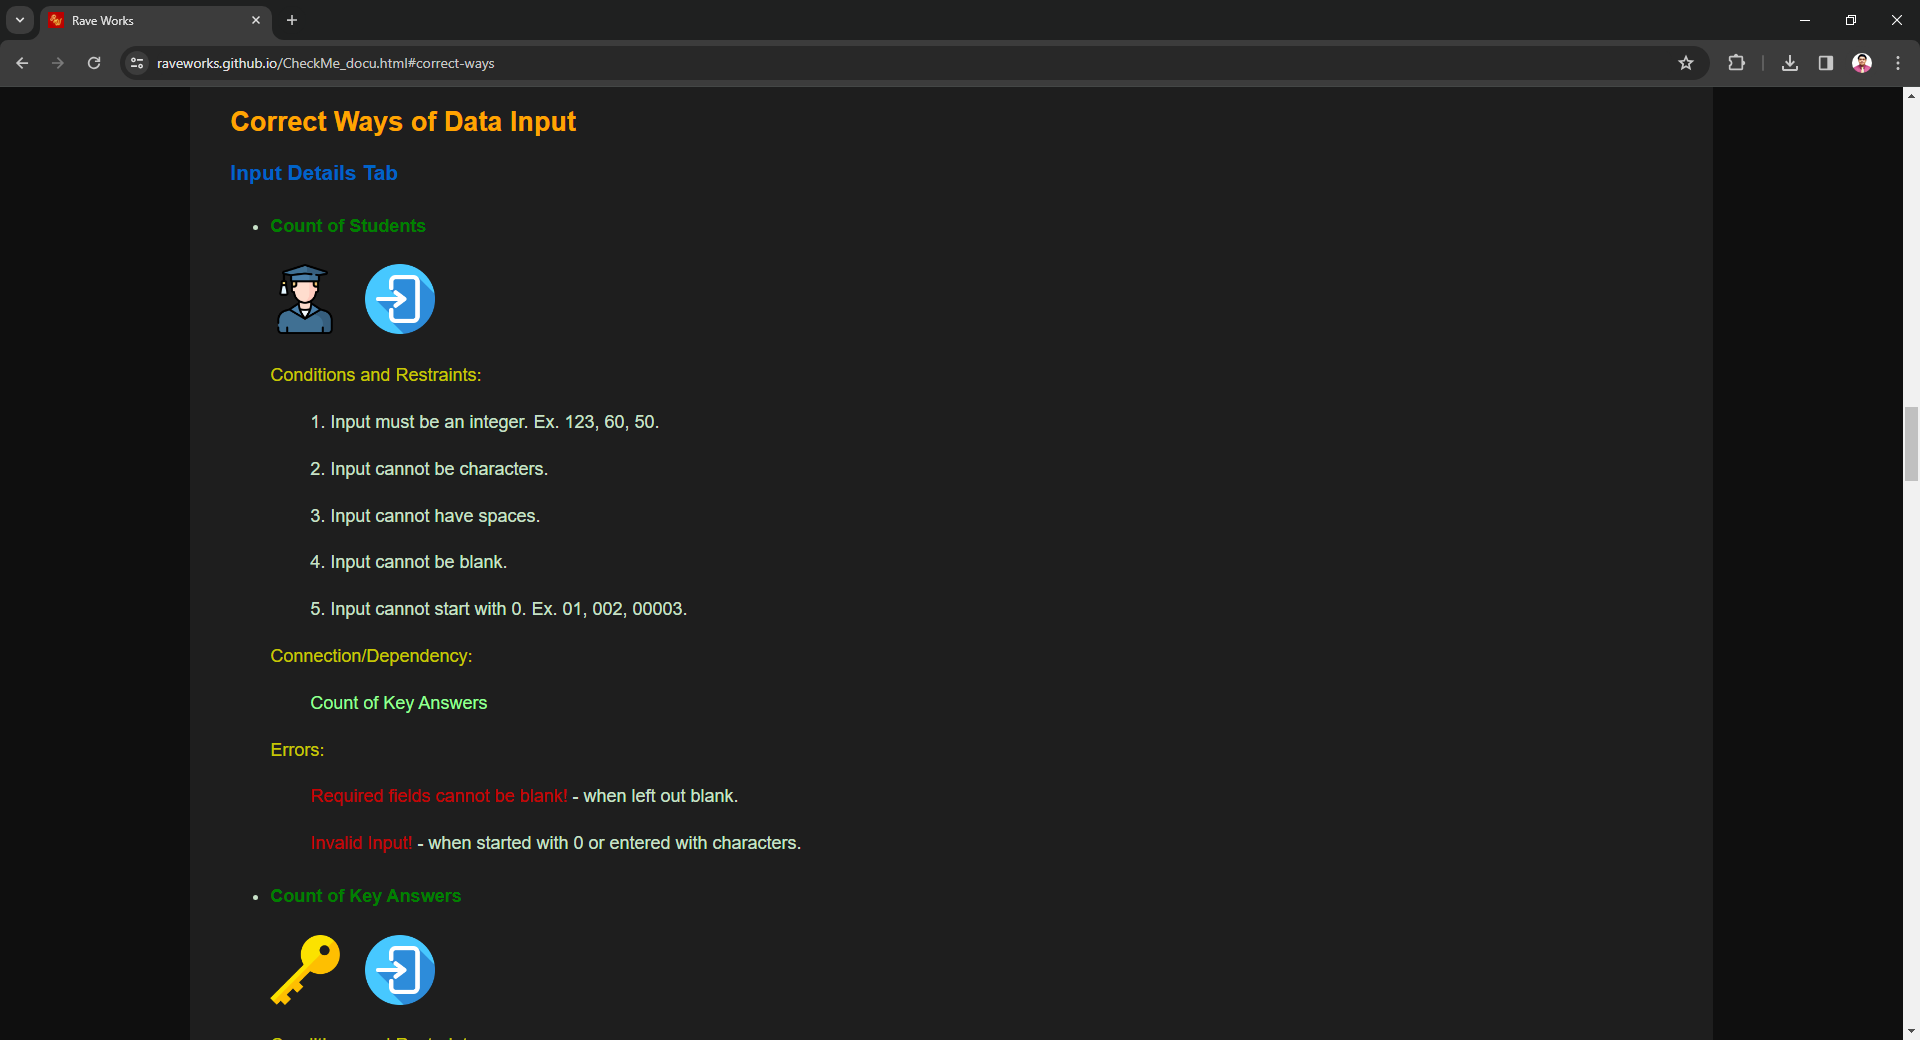 Rave Works
raveworks.github.io/CheckMe_docu.html#correct-ways
Correct Ways of Data Input
Input Details Tab
Count of Students
Conditions and Restraints:
1. Input must be an integer. Ex. 123, 60, 50.
2. Input cannot be characters.
3. Input cannot have spaces.
4. Input cannot be blank.
5. Input cannot start with 0. Ex. 01, 002, 00003.
Connection/Dependency:
Count of Key Answers
Errors:
Required fields cannot be blank! - when left out blank.
Invalid Input! - when started with 0 or entered with characters.
Count of Key Answers